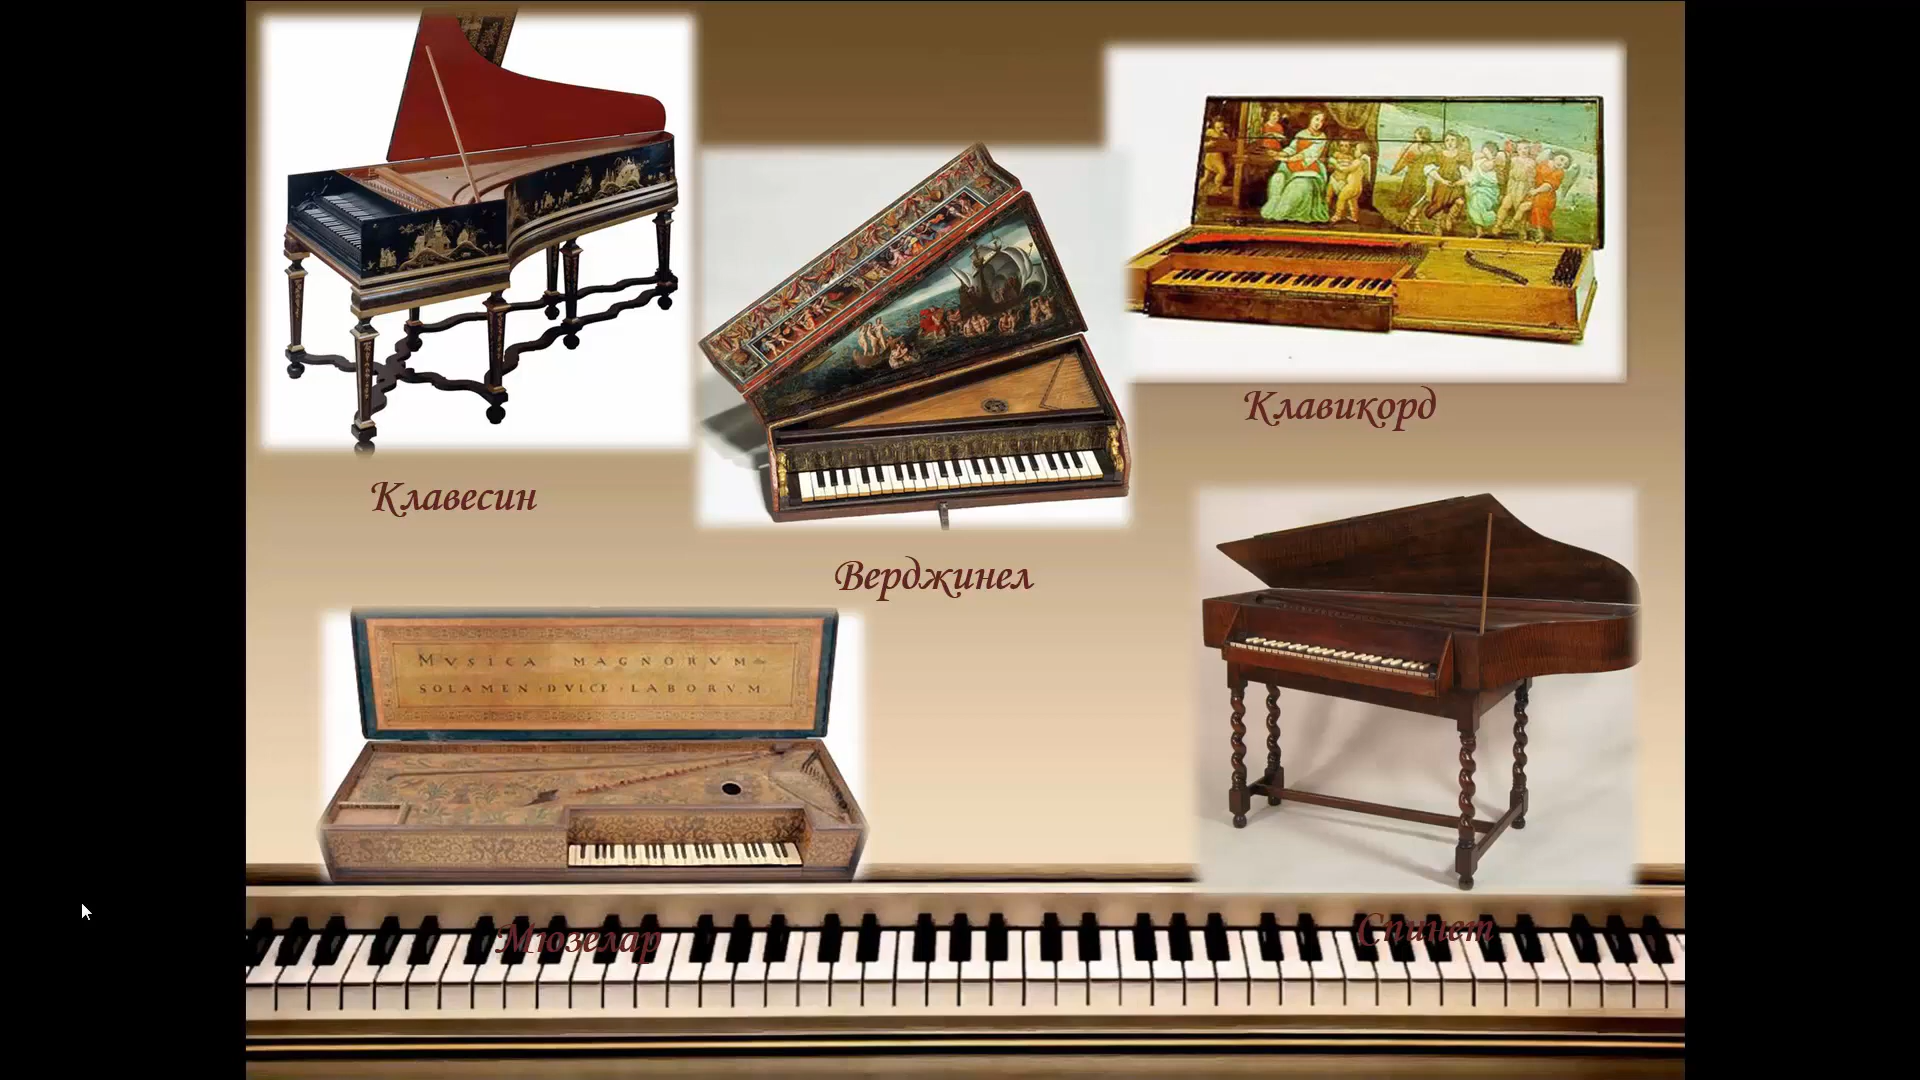 Клавесин
Верджинел
Клавикорд
MVSICA MAGNORVM
SOLAMEN·DVLCE·LABORVM
Мюзелар
Спинет